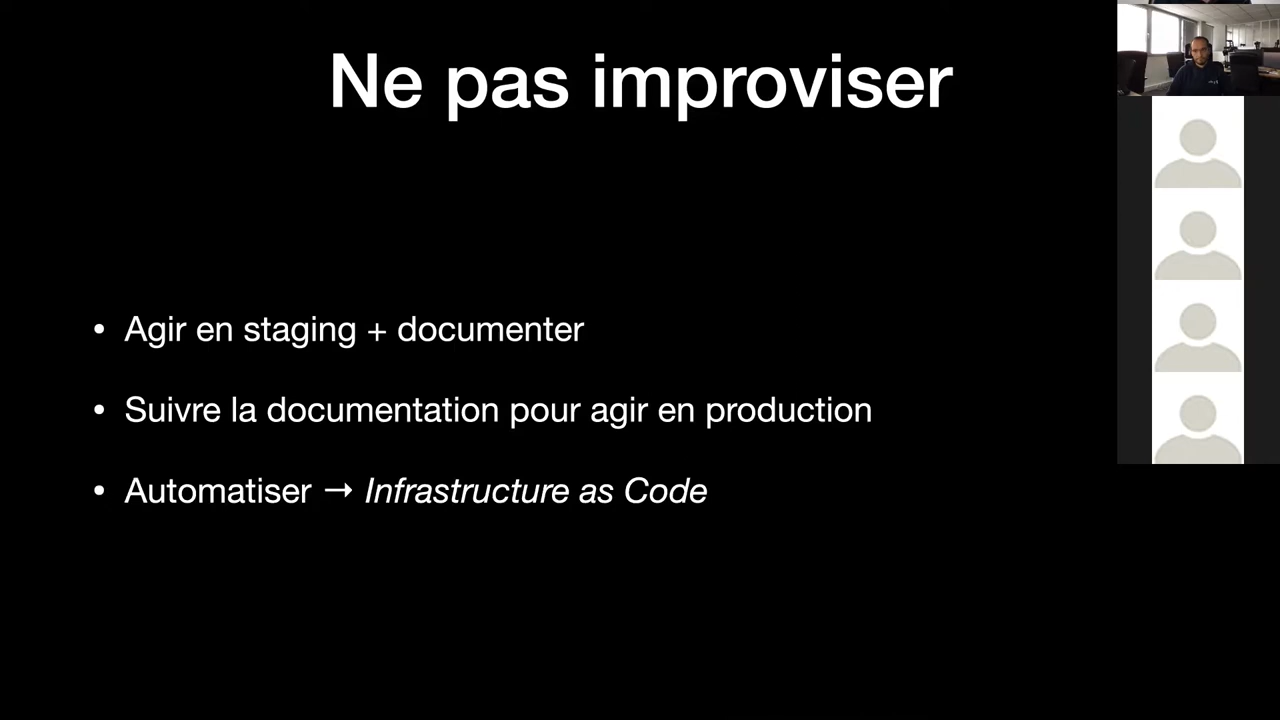 Ne pas improviser
• Agir en staging + documenter
• Suivre la documentation pour agir en production
• Automatiser → Infrastructure as Code